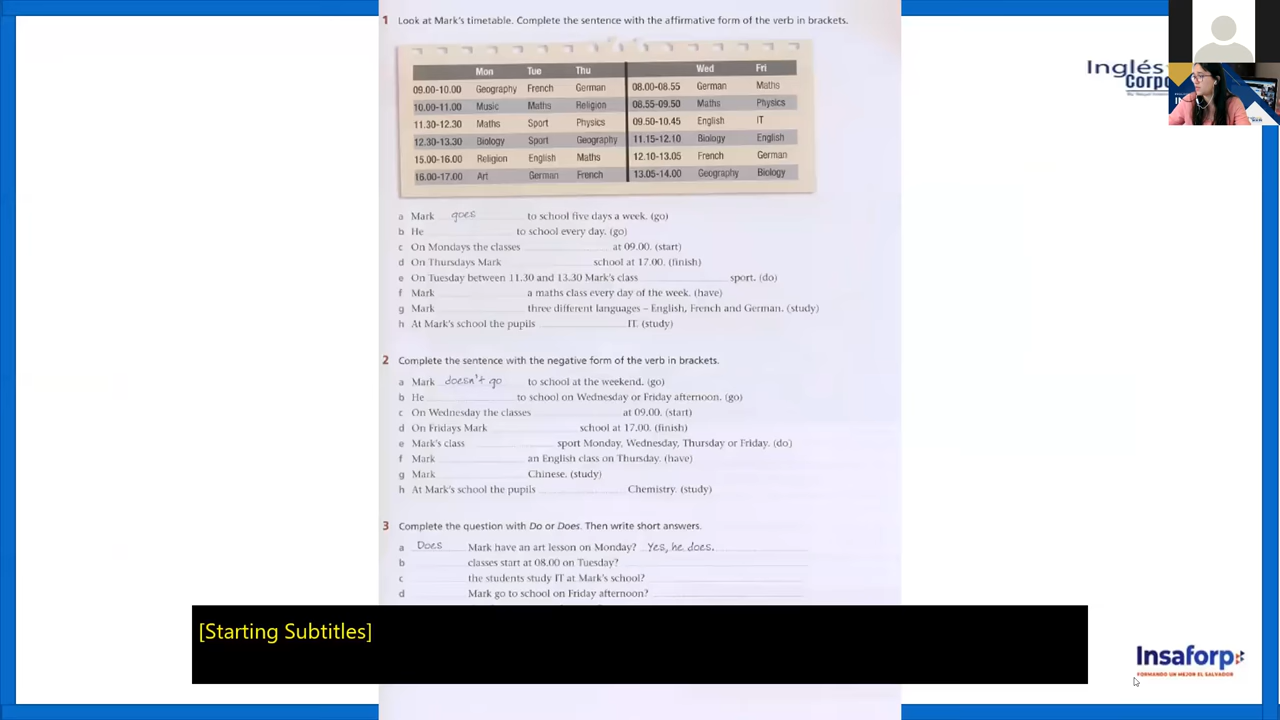 1 Look at Mark's timetable. Complete the sentence with the affirmative form of the verb in brackets.
Mon Tue Thu Wed Fri
09.00-10.00 Geography French German 08.00-08.55 German Maths
10.00-11.00 Music Maths Religion 08.55-09.50 Maths Physics
11.30-12.30 Maths Sport Physics 09.50-10.45 English IT
12.30-13.30 Biology Sport Geography 11.15-12.10 Biology English
15.00-16.00 Religion English Maths 12.10-13.05 French German
16.00-17.00 Art German French 13.05-14.00 Geography Biology
a Mark goes to school five days a week. (go)
b He to school every day. (go)
c On Mondays the classes at 09.00. (start)
d On Thursdays Mark school at 17.00. (finish)
e On Tuesday between 11.30 and 13.30 Mark's class sport. (do)
f Mark a maths class every day of the week. (have)
g Mark three different languages – English, French and German. (study)
h At Mark's school the pupils IT. (study)
2 Complete the sentence with the negative form of the verb in brackets.
a Mark doesn't go to school at the weekend. (go)
b He to school on Wednesday or Friday afternoon. (go)
c On Wednesday the classes at 09.00. (start)
d On Fridays Mark school at 17.00. (finish)
e Mark's class sport Monday, Wednesday, Thursday or Friday. (do)
f Mark an English class on Thursday. (have)
g Mark Chinese. (study)
h At Mark's school the pupils Chemistry. (study)
3 Complete the question with Do or Does. Then write short answers.
a Does Mark have an art lesson on Monday? Yes, he does.
b classes start at 08.00 on Tuesday?
c the students study IT at Mark's school?
d Mark go to school on Friday afternoon?
[Starting Subtitles]
Inglés
Insaforp
FORMANDO UN MEJOR EL SALVADOR